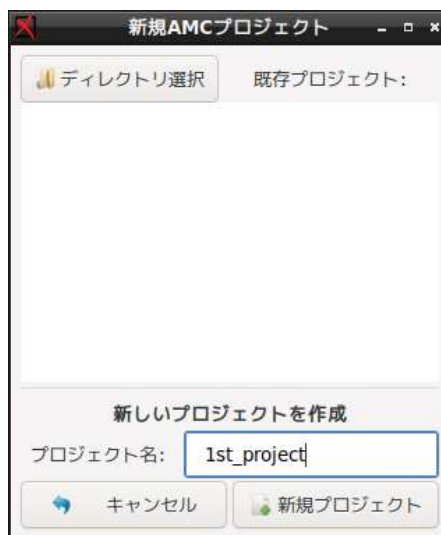 新規AMCプロジェクト
ディレクトリ選択 既存プロジェクト:
新しいプロジェクトを作成
プロジェクト名: 1st_project
キャンセル 新規プロジェクト